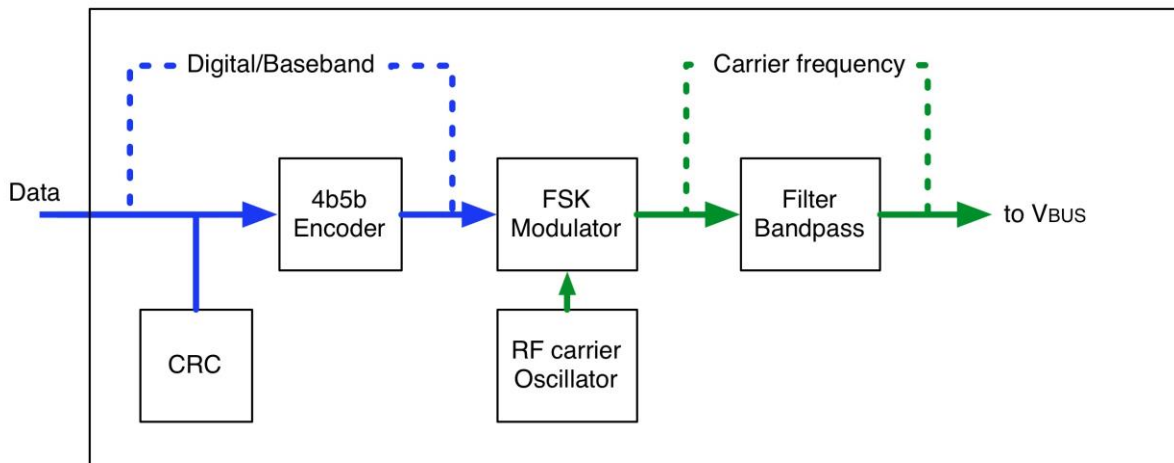 Digital/Baseband
Carrier frequency
Data
4b5b
Encoder
FSK
Modulator
Filter
Bandpass
to VBUS
CRC
RF carrier
Oscillator